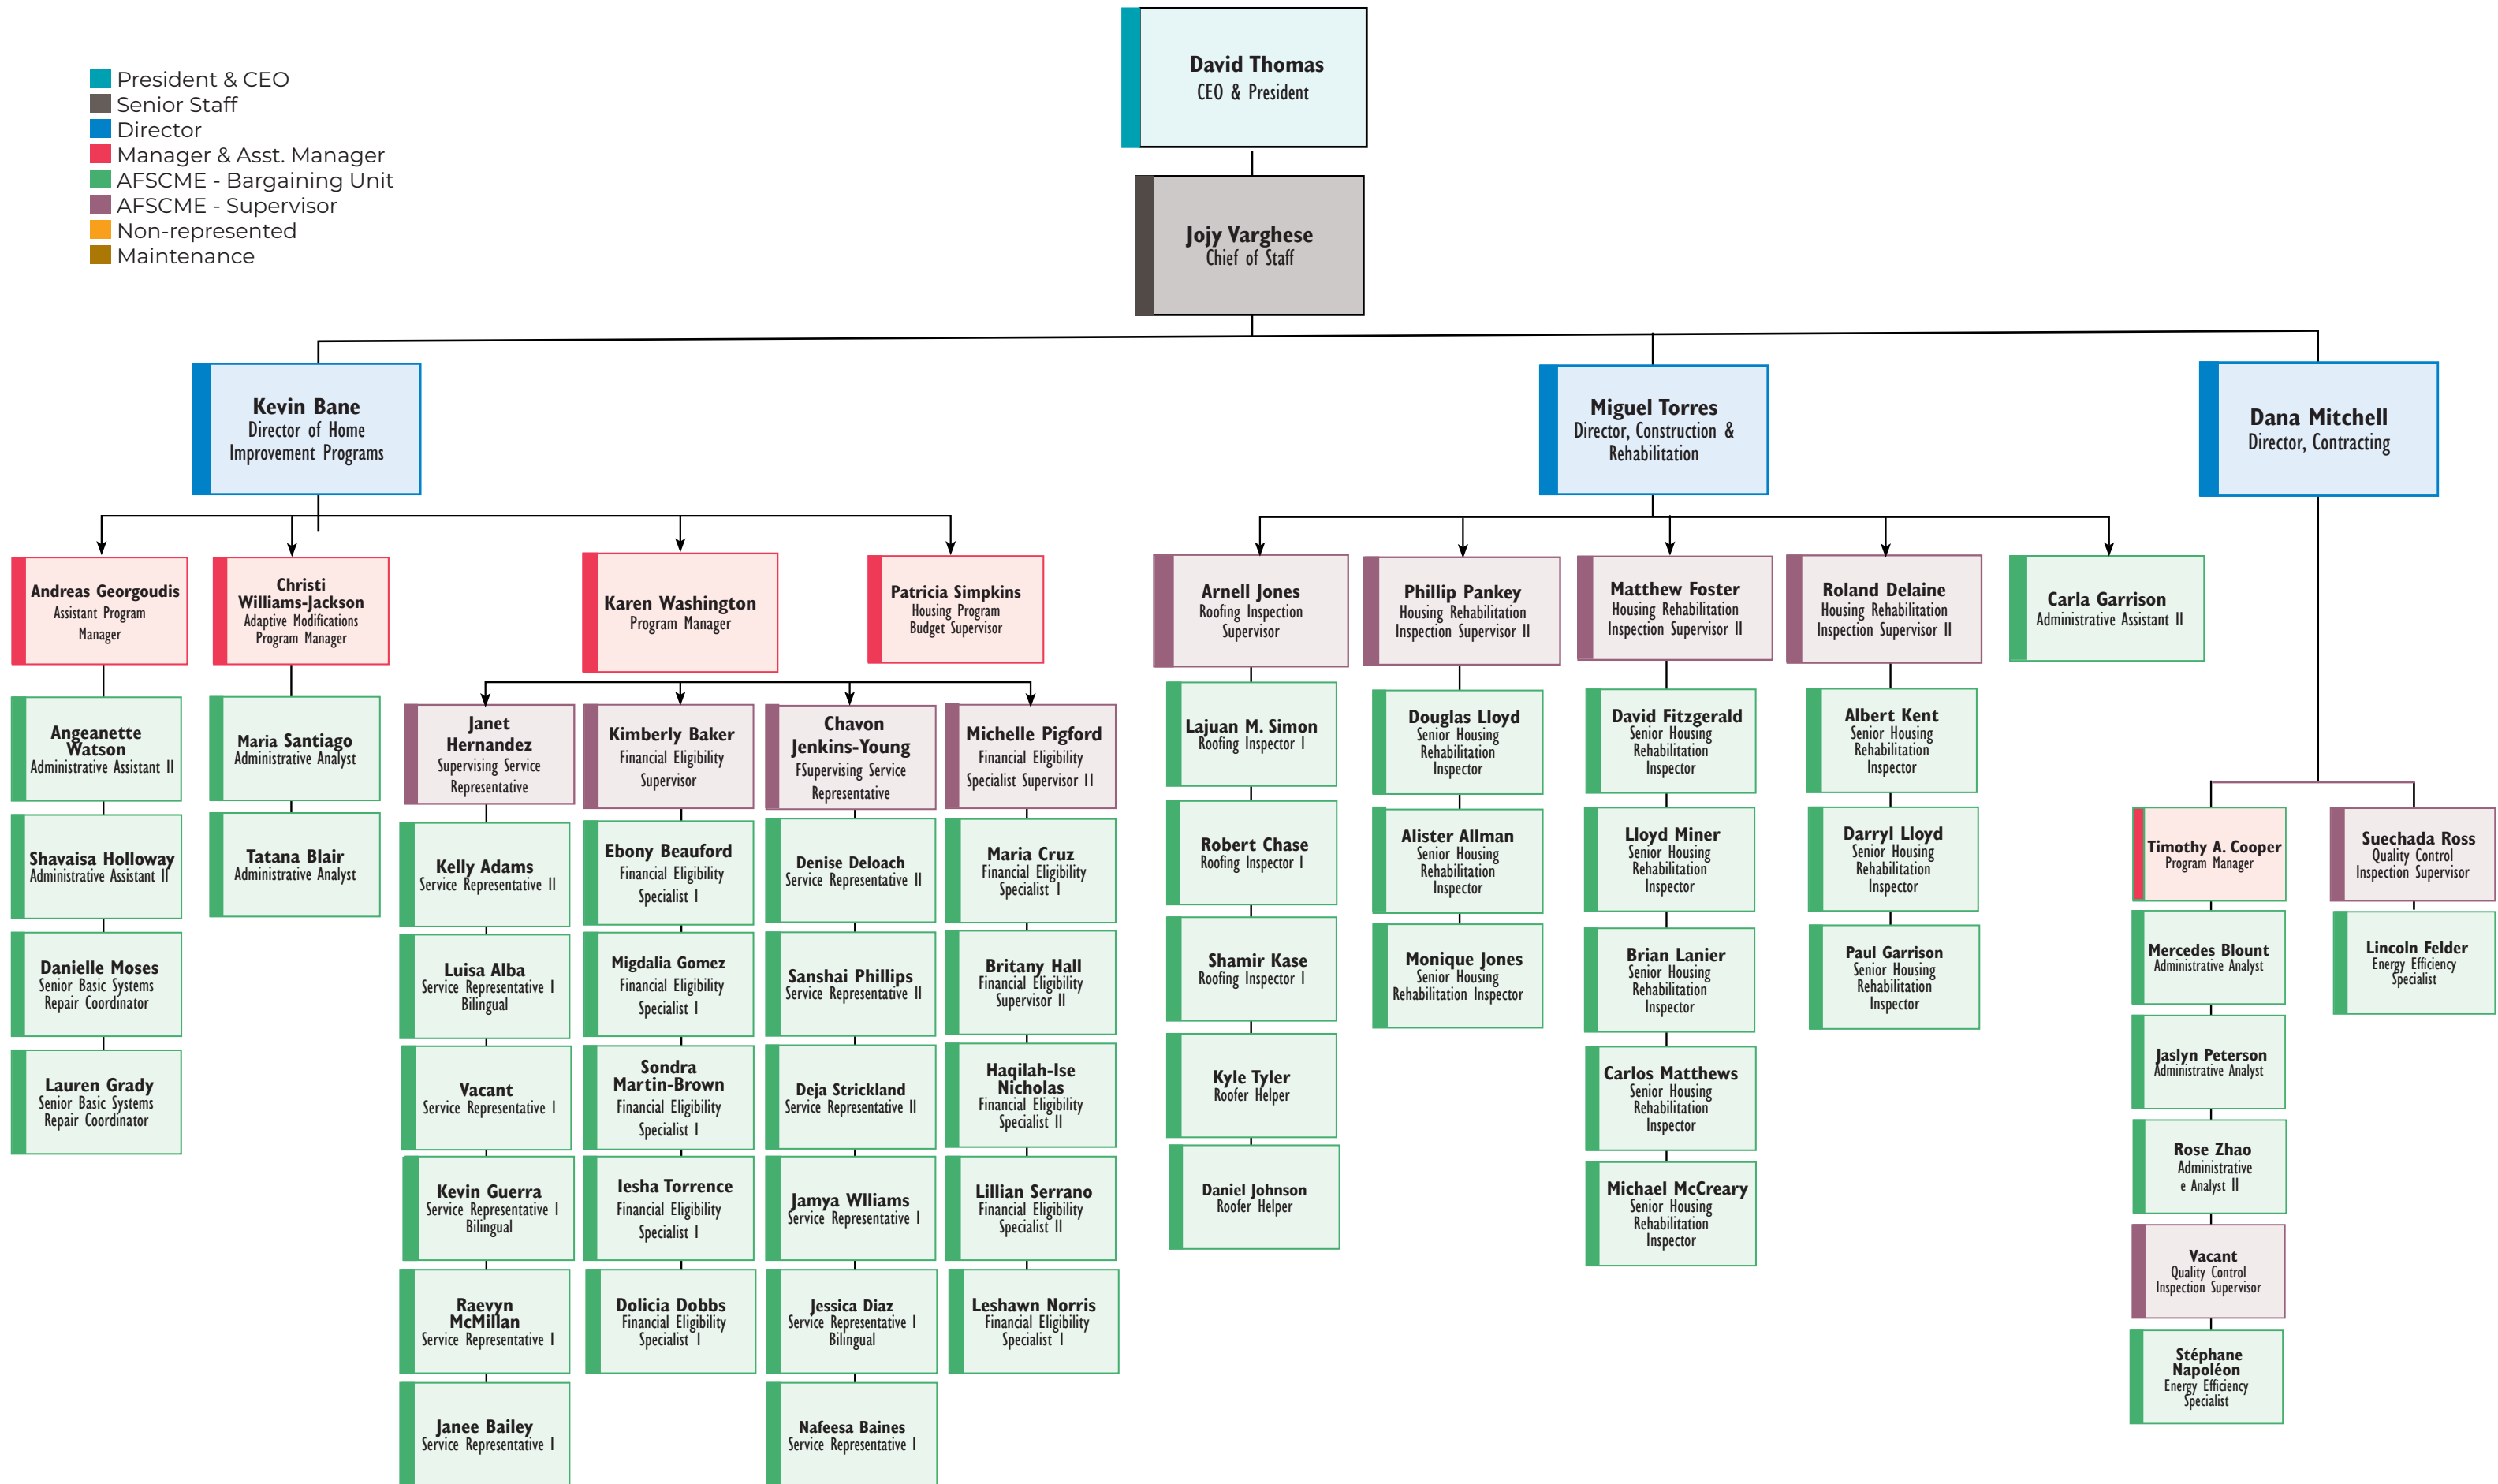 David Thomas
CEO & President
President & CEO
Senior Staff
Director
Manager & Asst. Manager
AFSCME - Bargaining Unit
AFSCME - Supervisor
Non-represented
Maintenance
Jojy Varghese
Chief of Staff
Kevin Bane
Director of Home
Improvement Programs
Miguel Torres
Director, Construction &
Rehabilitation
Dana Mitchell
Director, Contracting
Andreas Georgoudis
Assistant Program
Manager
Christi
Williams-Jackson
Adaptive Modifications
Program Manager
Karen Washington
Program Manager
Patricia Simpkins
Housing Program
Budget Supervisor
Arnell Jones
Roofing Inspection
Supervisor
Phillip Pankey
Housing Rehabilitation
Inspection Supervisor II
Matthew Foster
Housing Rehabilitation
Inspection Supervisor II
Roland Delaine
Housing Rehabilitation
Inspection Supervisor II
Carla Garrison
Administrative Assistant II
Angeanette
Watson
Administrative Assistant II
Shavaisa Holloway
Administrative Assistant II
Danielle Moses
Senior Basic Systems
Repair Coordinator
Lauren Grady
Senior Basic Systems
Repair Coordinator
Maria Santiago
Administrative Analyst
Tatana Blair
Administrative Analyst
Janet
Hernandez
Supervising Service
Representative
Kelly Adams
Service Representative II
Luisa Alba
Service Representative I
Bilingual
Vacant
Service Representative I
Kevin Guerra
Service Representative I
Bilingual
Raevyn
McMillan
Service Representative I
Janee Bailey
Service Representative I
Kimberly Baker
Financial Eligibility
Supervisor
Ebony Beauford
Financial Eligibility
Specialist I
Migdalia Gomez
Financial Eligibility
Specialist I
Sondra
Martin-Brown
Financial Eligibility
Specialist I
Iesha Torrence
Financial Eligibility
Specialist I
Dolicia Dobbs
Financial Eligibility
Specialist I
Chavon
Jenkins-Young
FSupervising Service
Representative
Denise Deloach
Service Representative II
Sanshai Phillips
Service Representative II
Deja Strickland
Service Representative II
Jamya WIliams
Service Representative I
Jessica Diaz
Service Representative I
Bilingual
Nafeesa Baines
Service Representative I
Michelle Pigford
Financial Eligibility
Specialist Supervisor II
Maria Cruz
Financial Eligibility
Specialist I
Britany Hall
Financial Eligibility
Supervisor II
Haqilah-Ise
Nicholas
Financial Eligibility
Specialist II
Lillian Serrano
Financial Eligibility
Specialist II
Leshawn Norris
Financial Eligibility
Specialist I
Lajuan M. Simon
Roofing Inspector I
Robert Chase
Roofing Inspector I
Shamir Kase
Roofing Inspector I
Kyle Tyler
Roofer Helper
Daniel Johnson
Roofer Helper
Douglas Lloyd
Senior Housing
Rehabilitation
Inspector
Alister Allman
Senior Housing
Rehabilitation
Inspector
Monique Jones
Senior Housing
Rehabilitation Inspector
David Fitzgerald
Senior Housing
Rehabilitation
Inspector
Lloyd Miner
Senior Housing
Rehabilitation
Inspector
Brian Lanier
Senior Housing
Rehabilitation
Inspector
Carlos Matthews
Senior Housing
Rehabilitation
Inspector
Michael McCreary
Senior Housing
Rehabilitation
Inspector
Albert Kent
Senior Housing
Rehabilitation
Inspector
Darryl Lloyd
Senior Housing
Rehabilitation
Inspector
Paul Garrison
Senior Housing
Rehabilitation
Inspector
Timothy A. Cooper
Program Manager
Mercedes Blount
Administrative Analyst
Jaslyn Peterson
Administrative Analyst
Rose Zhao
Administrative
e Analyst II
Vacant
Quality Control
Inspection Supervisor
Stéphane
Napoléon
Energy Efficiency
Specialist
Suechada Ross
Quality Control
Inspection Supervisor
Lincoln Felder
Energy Efficiency
Specialist